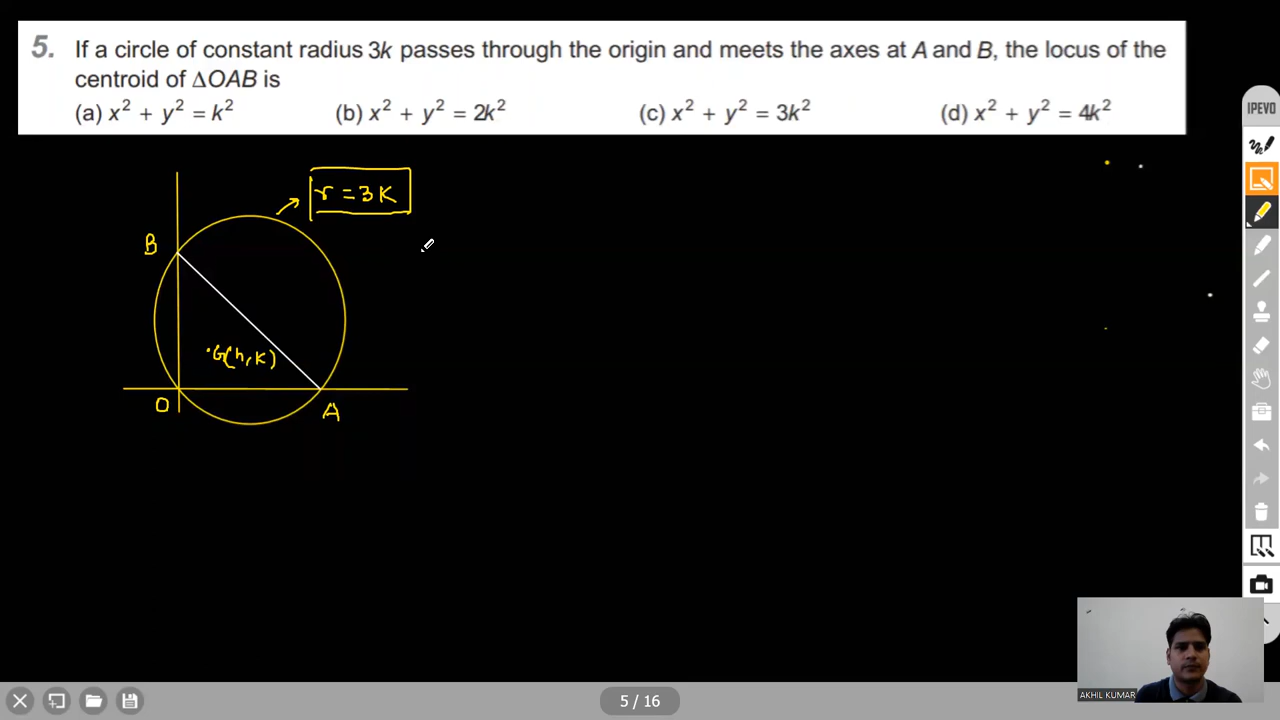 5. If a circle of constant radius 3k passes through the origin and meets the axes at A and B, the locus of the
centroid of ΔOAB is
(a) x² + y² = k² (b) x² + y² = 2k² (c) x² + y² = 3k² (d) x² + y² = 4k²
IPEVO
r = 3K
B
G(h,K)
O
A
AKHIL KUMAR
5 / 16